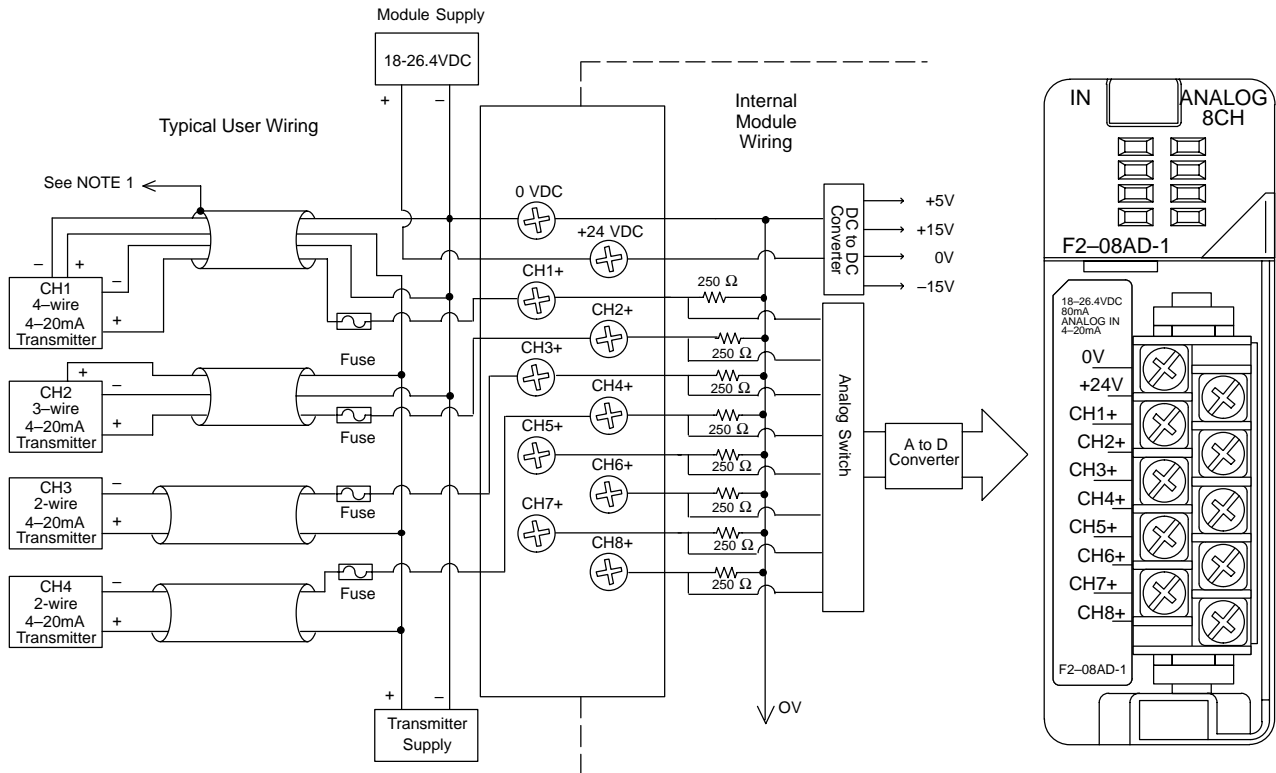 Module Supply
18-26.4VDC
+ –
Typical User Wiring
Internal
Module
Wiring
See NOTE 1
0 VDC
+24 VDC
CH1+
CH2+
CH3+
CH4+
CH5+
CH6+
CH7+
CH8+
– +
CH1
4–wire
4–20mA
Transmitter
–
+
Fuse
+
CH2
3–wire
4–20mA
Transmitter
–
+
Fuse
CH3
2-wire
4–20mA
Transmitter
–
+
Fuse
CH4
2-wire
4–20mA
Transmitter
–
+
Fuse
+ –
Transmitter
Supply
250 Ω
250 Ω
250 Ω
250 Ω
250 Ω
250 Ω
250 Ω
250 Ω
DC to DC
Converter
+5V
+15V
0V
–15V
Analog Switch
A to D
Converter
OV
IN
ANALOG
8CH
F2–08AD-1
18–26.4VDC
80mA
ANALOG IN
4–20mA
0V
+24V
CH1+
CH2+
CH3+
CH4+
CH5+
CH6+
CH7+
CH8+
F2–08AD-1